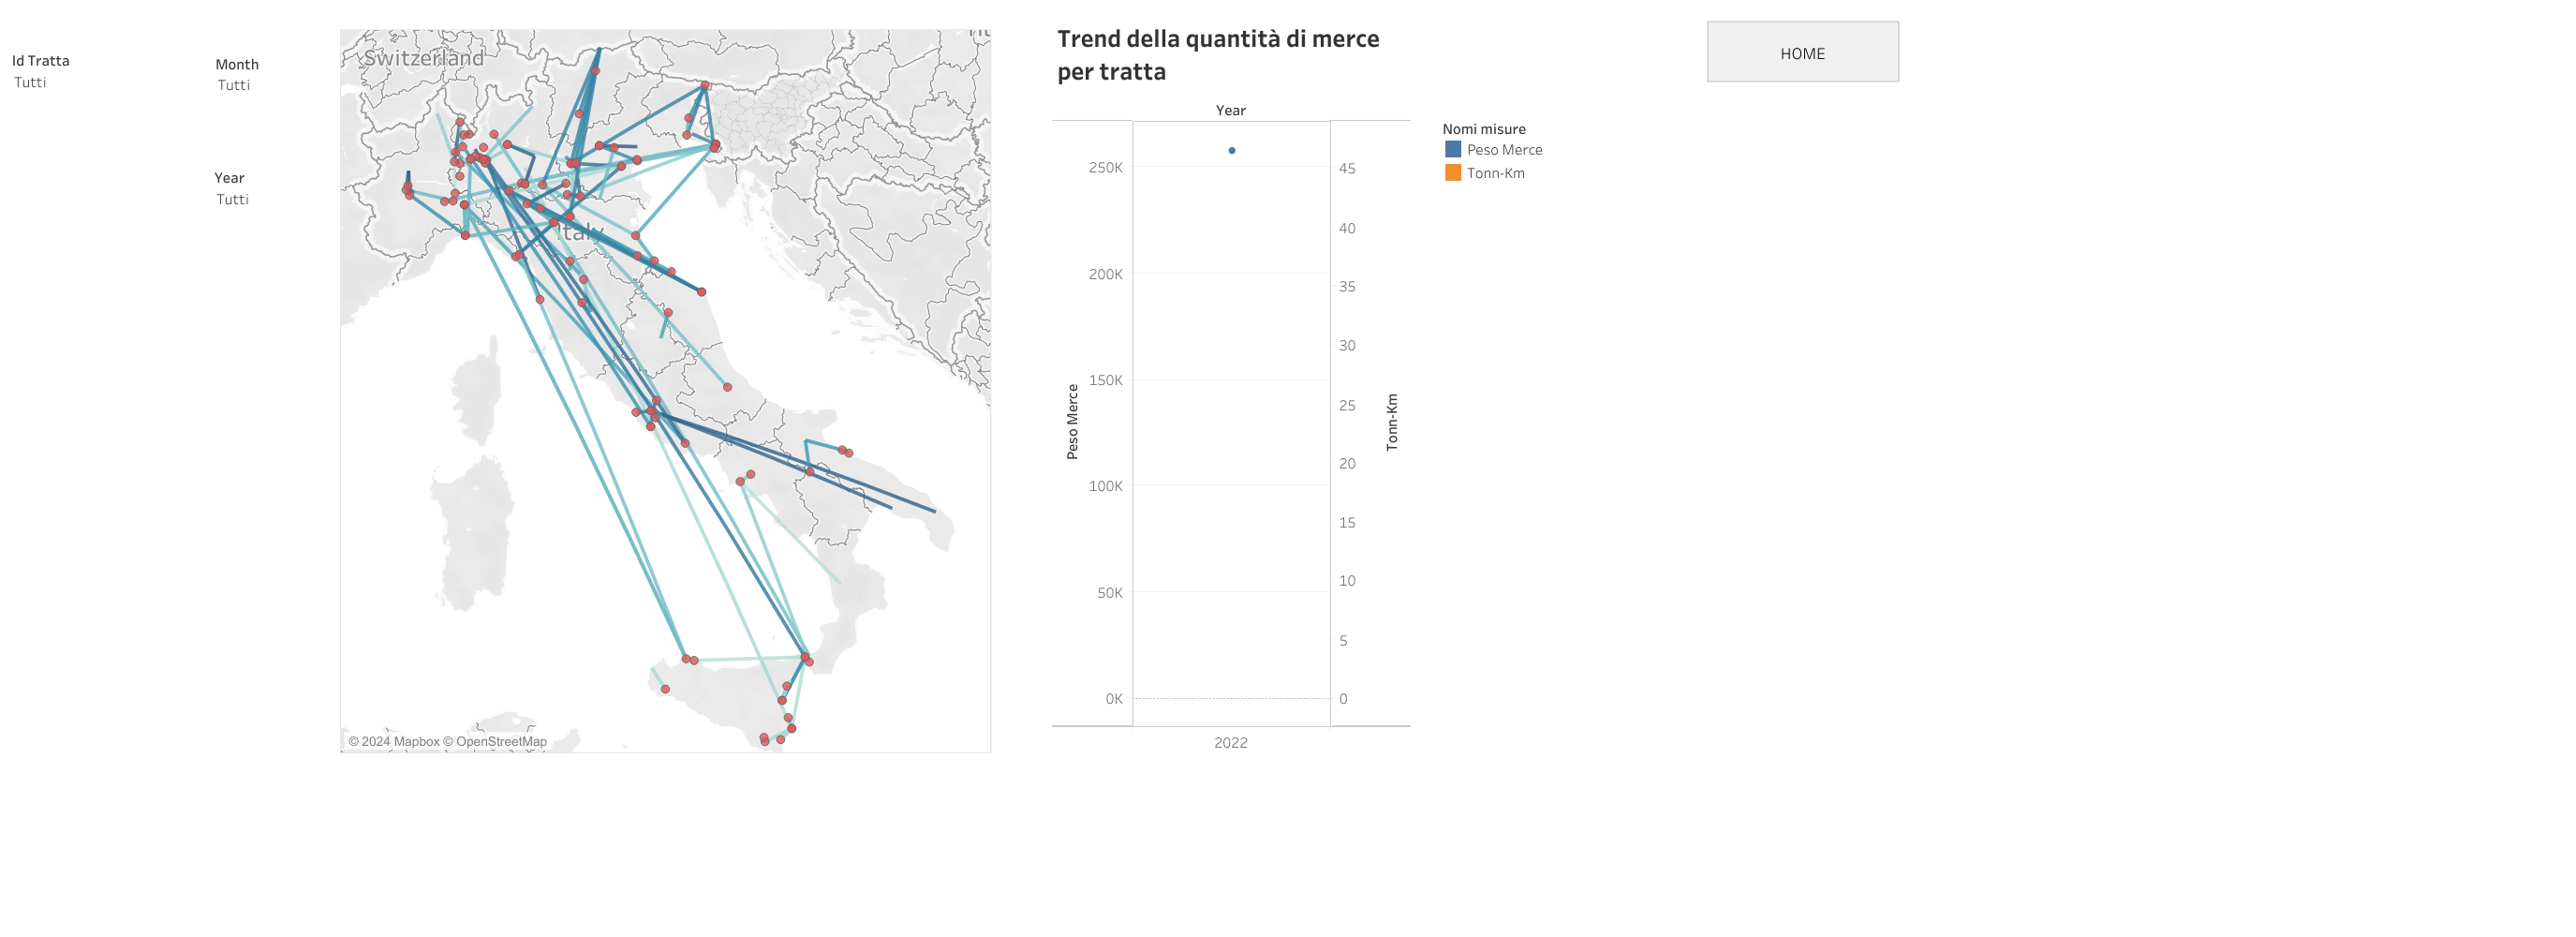 Id Tratta
Tutti
Month
Tutti
Year
Tutti
Switzerland
Italy
© 2024 Mapbox © OpenStreetMap
Trend della quantità di merce
per tratta
Year
250K
200K
150K
100K
50K
0K
Peso Merce
45
40
35
30
25
20
15
10
5
0
Tonn-Km
2022
Nomi misure
Peso Merce
Tonn-Km
HOME